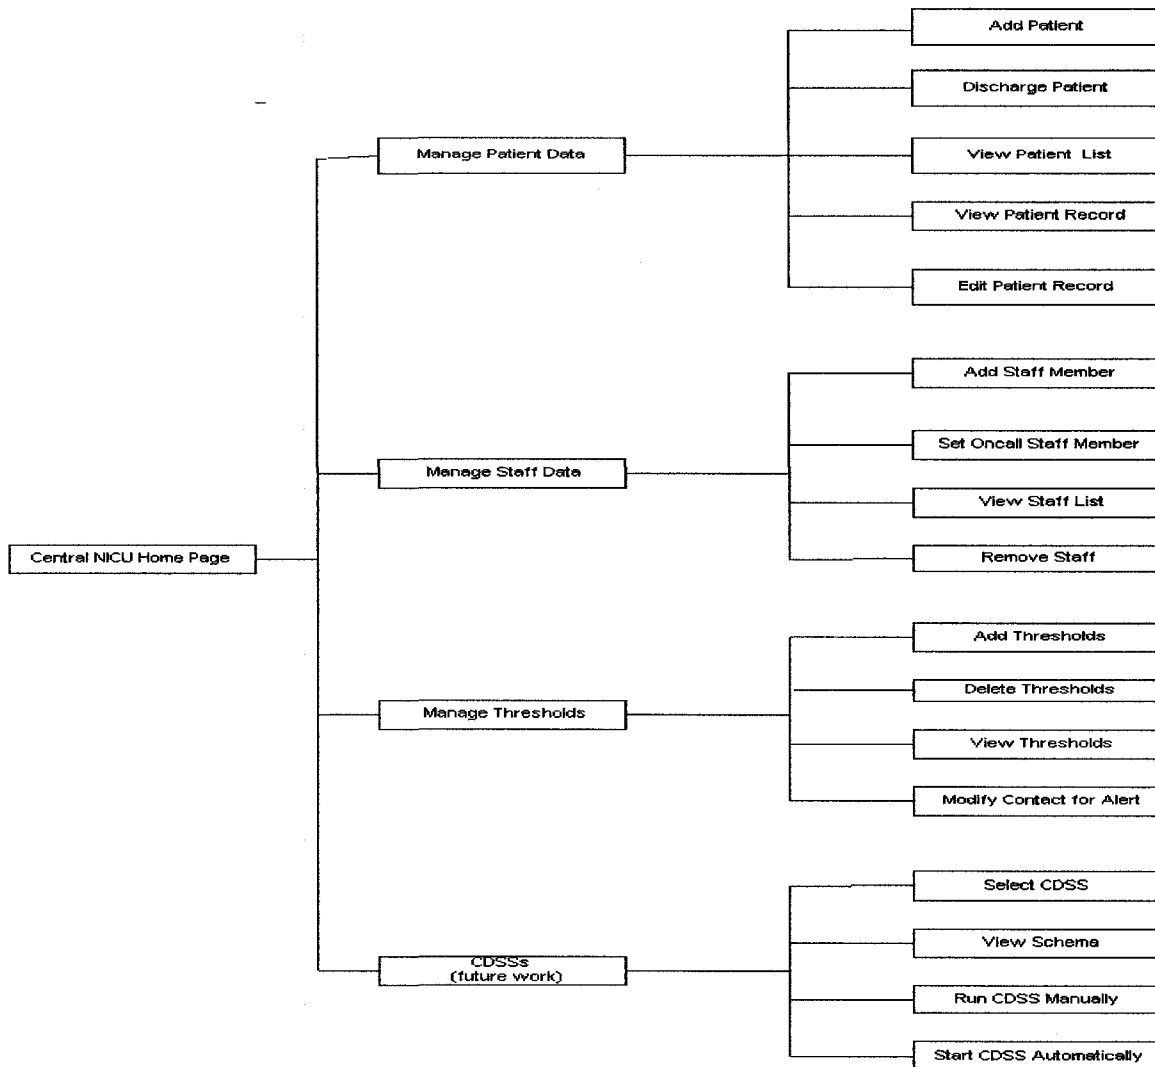 Add Patient
Discharge Patient
Manage Patient Data
View Patient List
View Patient Record
Edit Patient Record
Add Staff Member
Set Oncall Staff Member
Manage Staff Data
View Staff List
Central NICU Home Page
Remove Staff
Add Thresholds
Delete Thresholds
Manage Thresholds
View Thresholds
Modify Contact for Alert
Select CDSS
View Schema
CDSSs
(future work)
Run CDSS Manually
Start CDSS Automatically